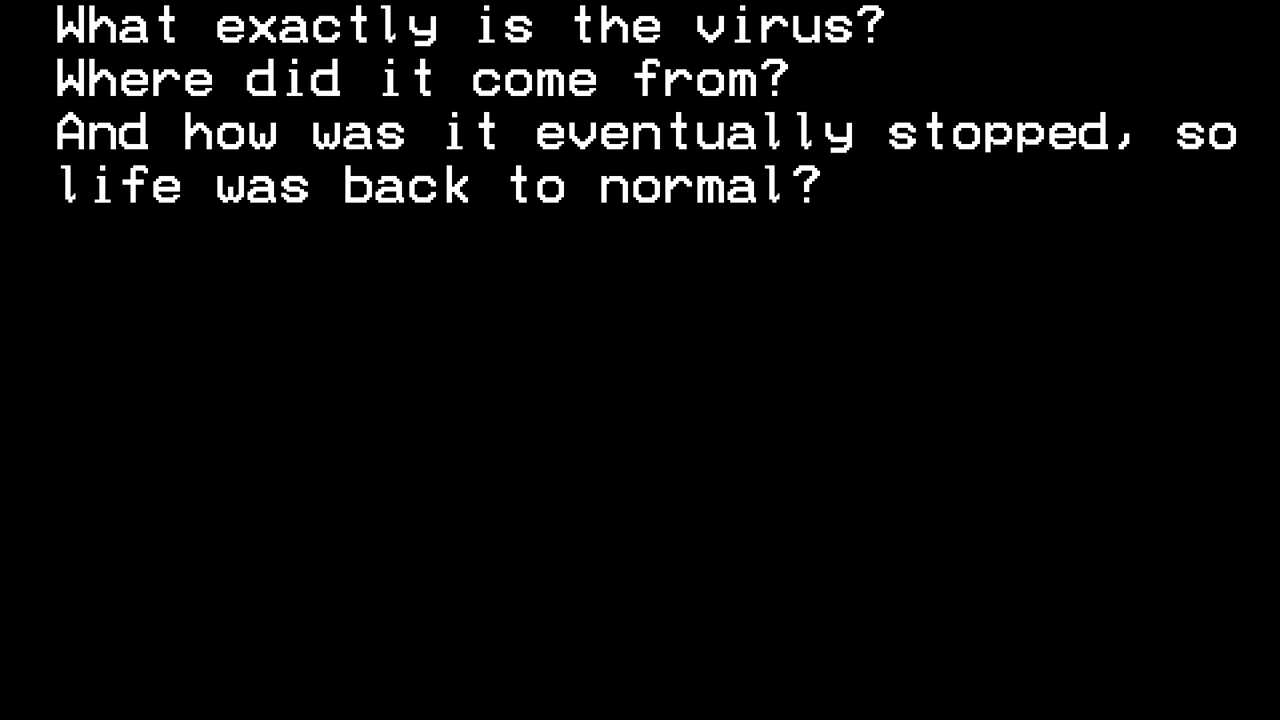 What exactly is the virus?
Where did it come from?
And how was it eventually stopped, so
life was back to normal?